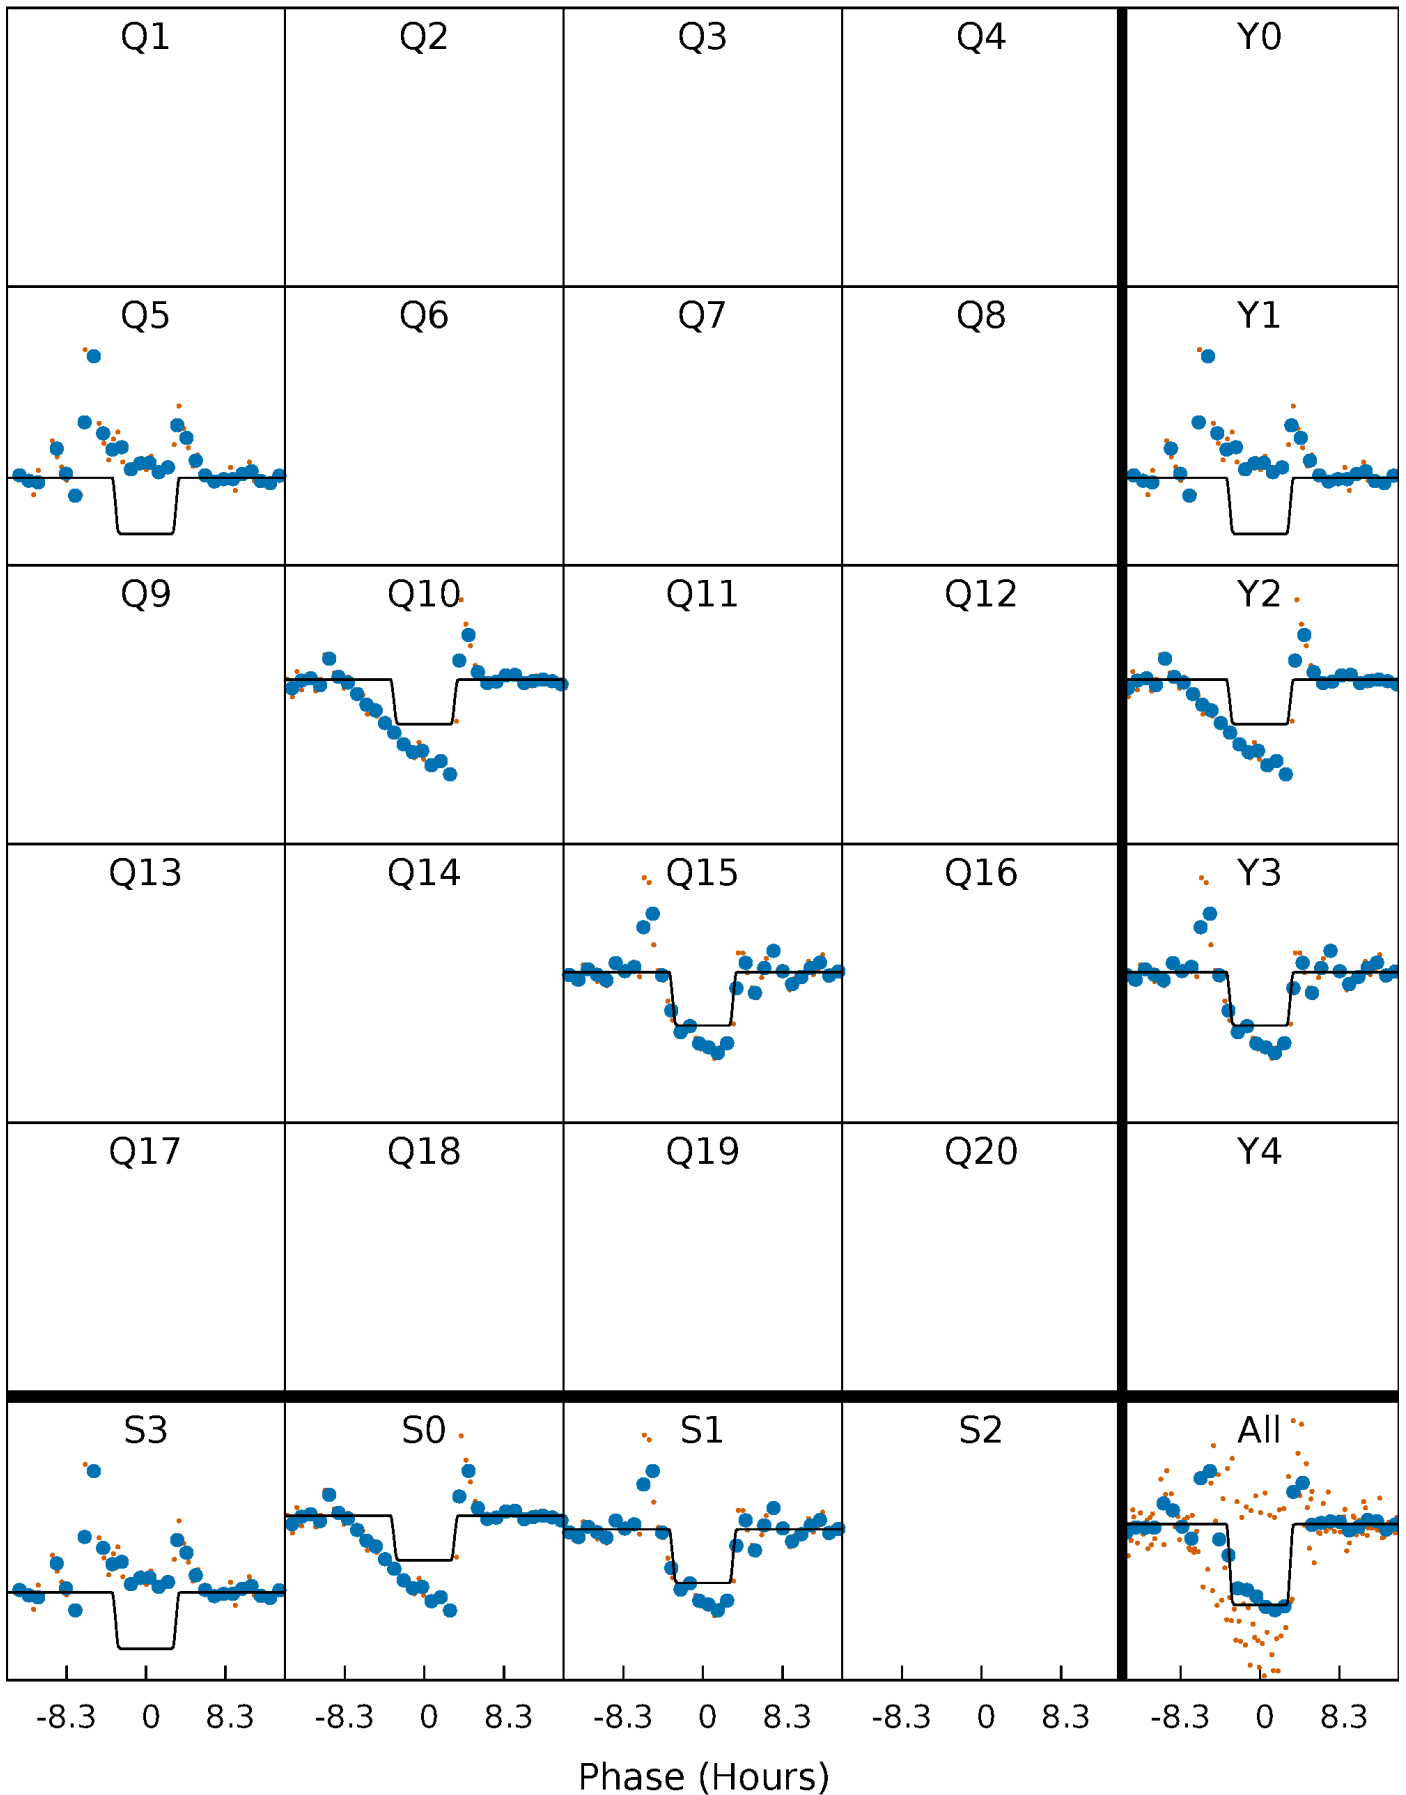 Q1 Q2 Q3 Q4 Y0
Q5 Q6 Q7 Q8 Y1
Q9 Q10 Q11 Q12 Y2
Q13 Q14 Q15 Q16 Y3
Q17 Q18 Q19 Q20 Y4
S3 S0 S1 S2 All
-8.3 0 8.3 -8.3 0 8.3 -8.3 0 8.3 -8.3 0 8.3 -8.3 0 8.3
Phase (Hours)